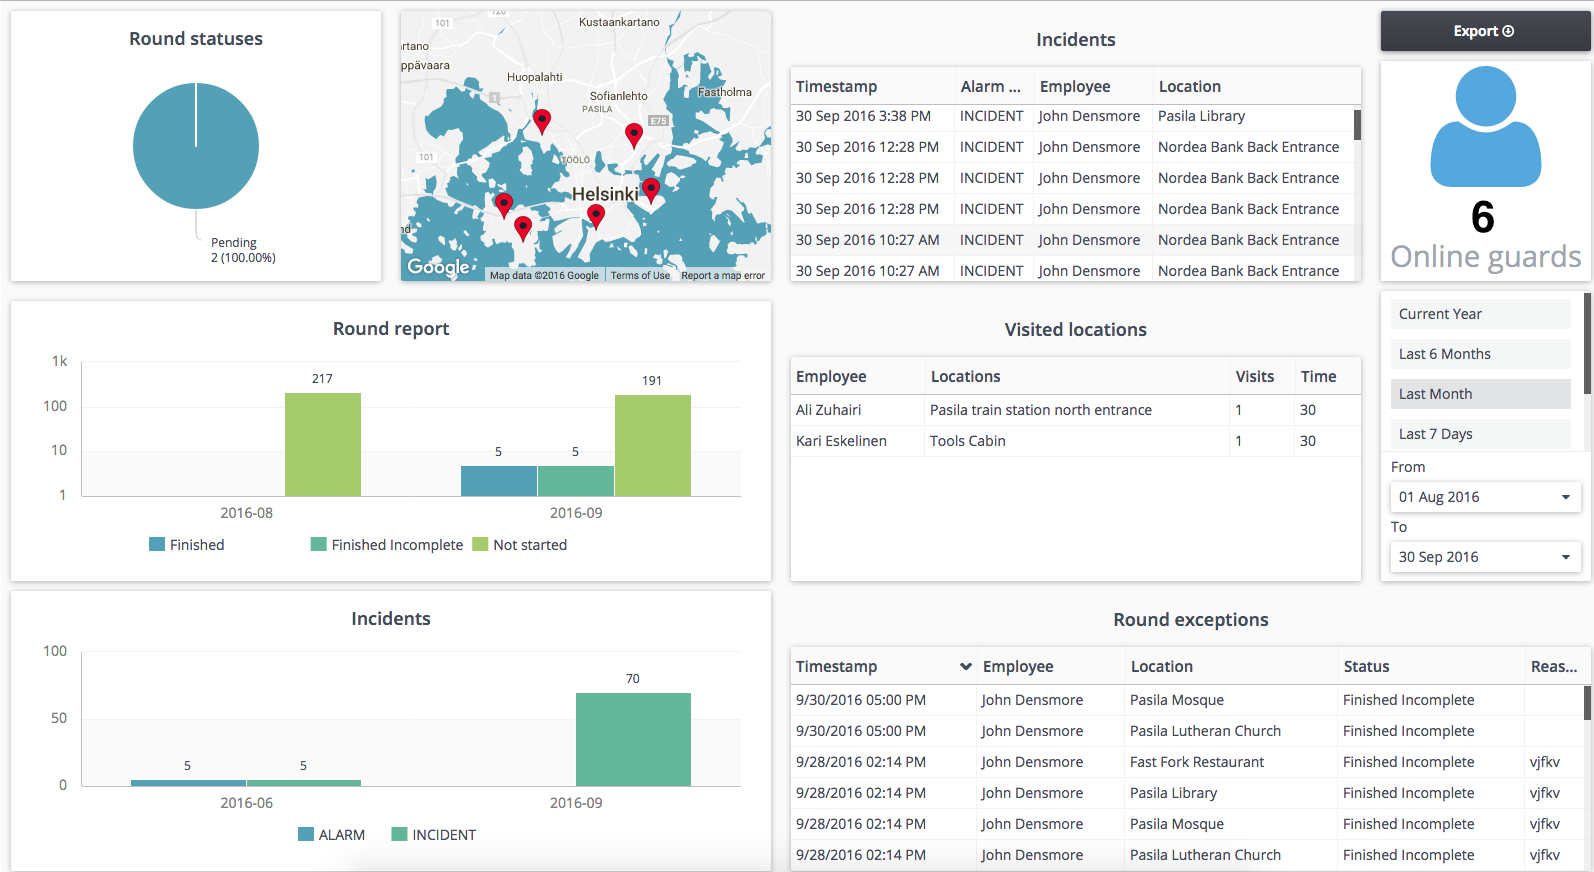 Round statuses
Pending
2 (100.00%)
101
Kustaankartano
rtano
ppävaara
Huopalahti
1
Sofianlehto
PASILA
Fastholma
E75
101
TÖÖLÖ
Helsinki
nd
Google
Map data ©2016 Google
Terms of Use
Report a map error
Incidents
Timestamp Alarm ... Employee Location
30 Sep 2016 3:38 PM INCIDENT John Densmore Pasila Library
30 Sep 2016 12:28 PM INCIDENT John Densmore Nordea Bank Back Entrance
30 Sep 2016 12:28 PM INCIDENT John Densmore Nordea Bank Back Entrance
30 Sep 2016 12:28 PM INCIDENT John Densmore Nordea Bank Back Entrance
30 Sep 2016 10:27 AM INCIDENT John Densmore Nordea Bank Back Entrance
30 Sep 2016 10:27 AM INCIDENT John Densmore Nordea Bank Back Entrance
Export
6
Online guards
Round report
1k
100
10
1
217
5
5
191
2016-08
2016-09
Finished
Finished Incomplete
Not started
Visited locations
Employee Locations Visits Time
Ali Zuhairi Pasila train station north entrance 1 30
Kari Eskelinen Tools Cabin 1 30
Current Year
Last 6 Months
Last Month
Last 7 Days
From
01 Aug 2016
To
30 Sep 2016
Incidents
100
50
0
5
5
70
2016-06
2016-09
ALARM
INCIDENT
Round exceptions
Timestamp Employee Location Status Reas...
9/30/2016 05:00 PM John Densmore Pasila Mosque Finished Incomplete
9/30/2016 05:00 PM John Densmore Pasila Lutheran Church Finished Incomplete
9/28/2016 02:14 PM John Densmore Fast Fork Restaurant Finished Incomplete vjfkv
9/28/2016 02:14 PM John Densmore Pasila Library Finished Incomplete vjfkv
9/28/2016 02:14 PM John Densmore Pasila Mosque Finished Incomplete vjfkv
9/28/2016 02:14 PM John Densmore Pasila Lutheran Church Finished Incomplete vjfkv